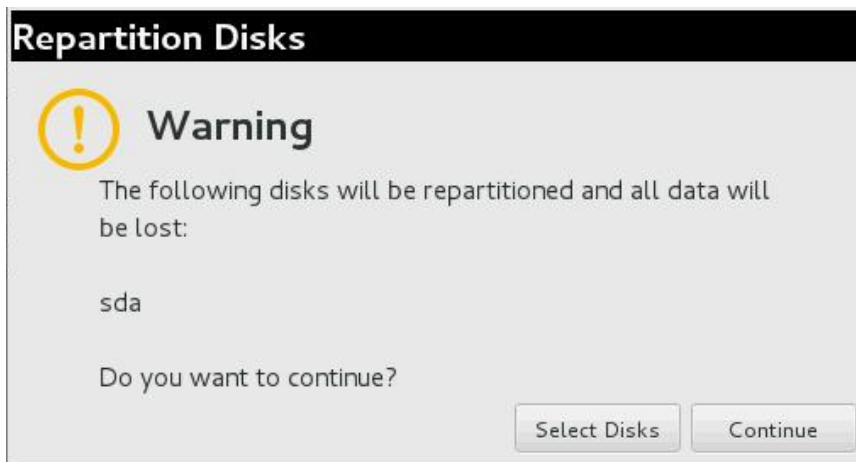 Repartition Disks
Warning
The following disks will be repartitioned and all data will
be lost:
sda
Do you want to continue?
Select Disks
Continue